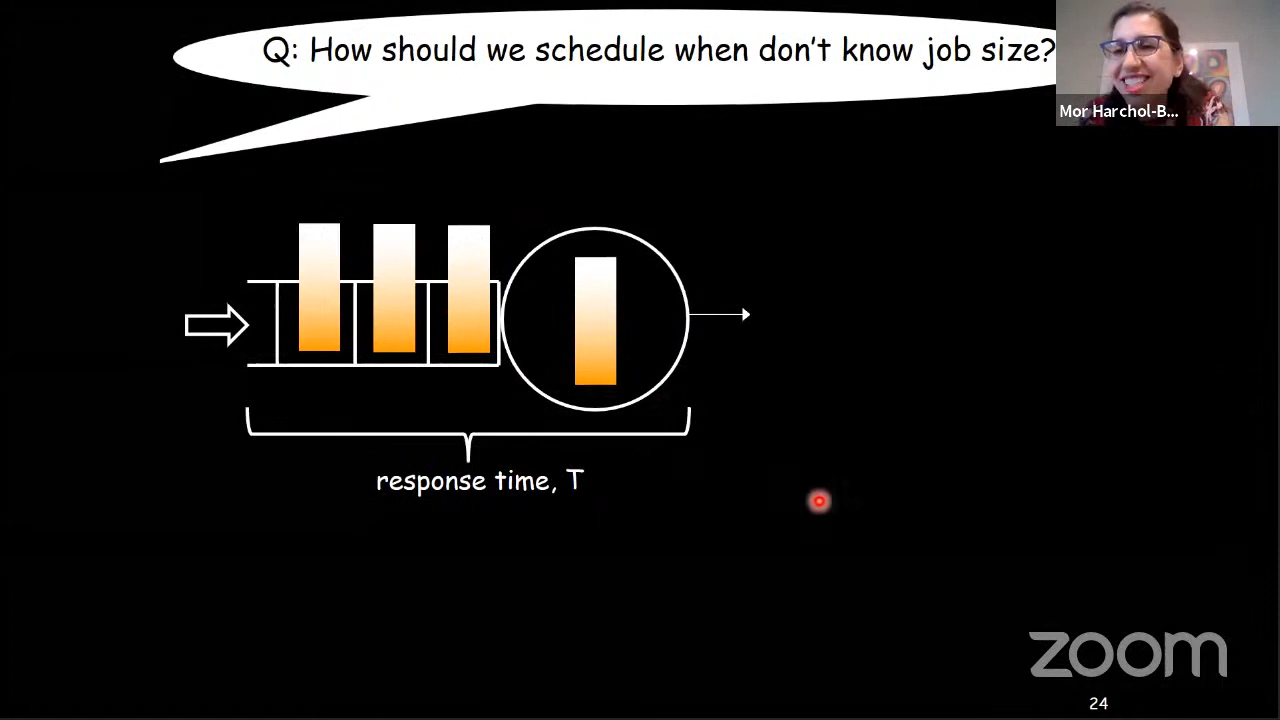 Q: How should we schedule when don't know job size?
Mor Harchol-B...
response time, T
zoom
24